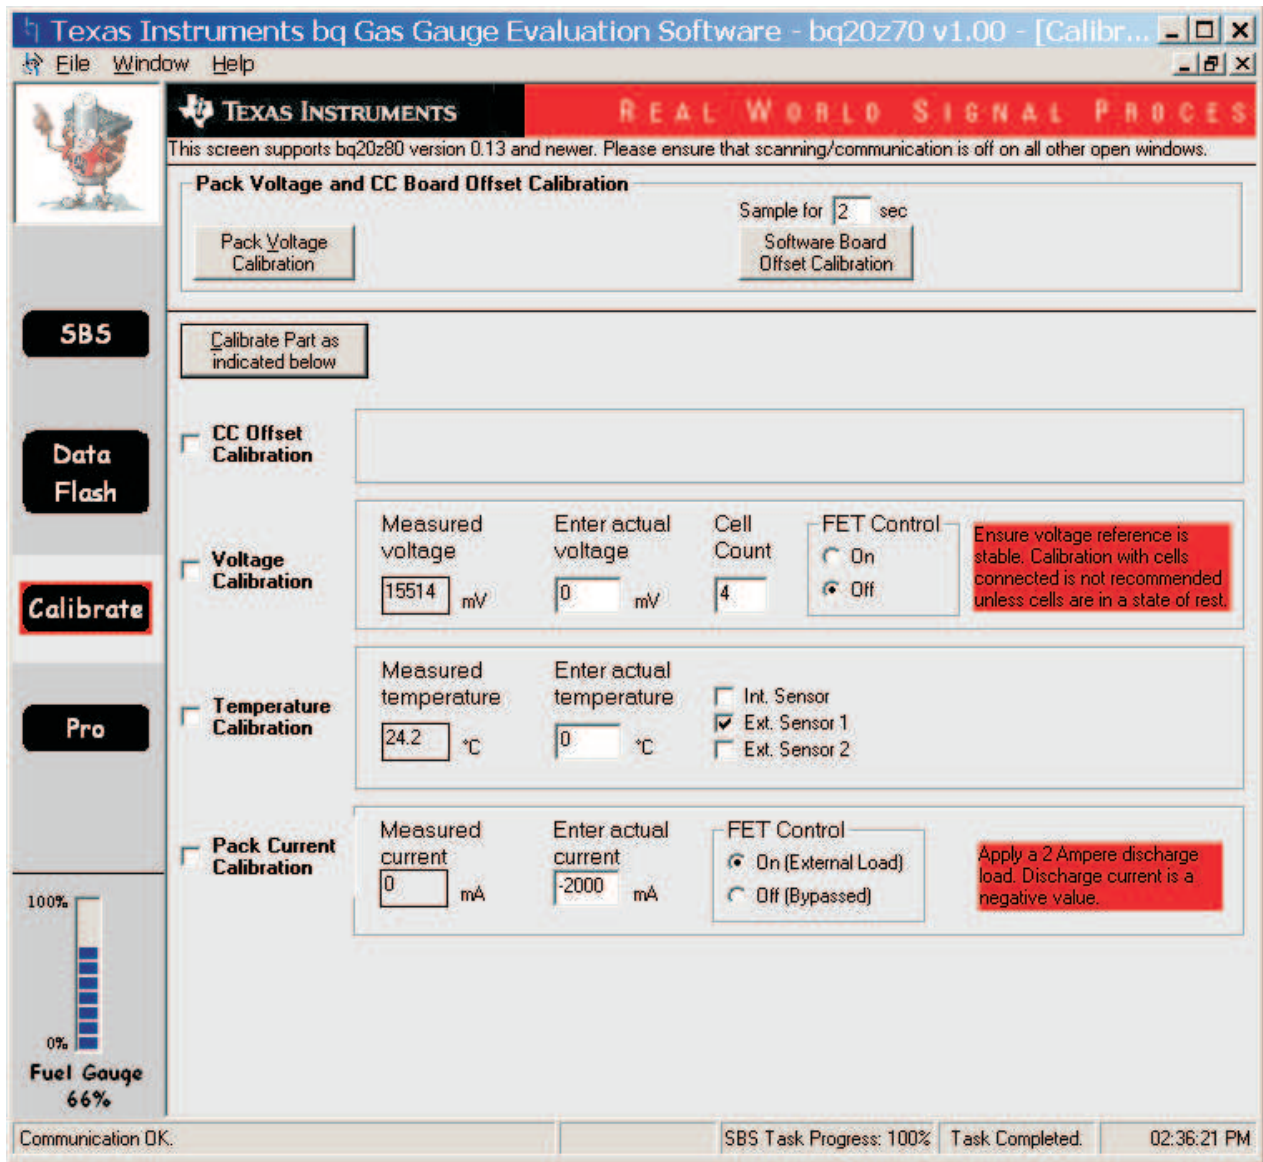 Texas Instruments bq Gas Gauge Evaluation Software - bq20z70 v1.00 - [Calibr...
File Window Help
TEXAS INSTRUMENTS
REAL WORLD SIGNAL PROCES
This screen supports bq20z80 version 0.13 and newer. Please ensure that scanning/communication is off on all other open windows.
Pack Voltage and CC Board Offset Calibration
Sample for 2 sec
Pack Voltage
Calibration
Software Board
Offset Calibration
SBS
Data
Flash
Calibrate
Pro
Calibrate Part as
indicated below
CC Offset
Calibration
Voltage
Calibration
Measured
voltage
15514 mV
Enter actual
voltage
0 mV
Cell
Count
4
FET Control
On
Off
Ensure voltage reference is
stable. Calibration with cells
connected is not recommended
unless cells are in a state of rest.
Temperature
Calibration
Measured
temperature
24.2 °C
Enter actual
temperature
0 °C
Int. Sensor
Ext. Sensor 1
Ext. Sensor 2
Pack Current
Calibration
Measured
current
0 mA
Enter actual
current
-2000 mA
FET Control
On (External Load)
Off (Bypassed)
Apply a 2 Ampere discharge
load. Discharge current is a
negative value.
100%
0%
Fuel Gauge
66%
Communication OK.
SBS Task Progress: 100%
Task Completed.
02:36:21 PM